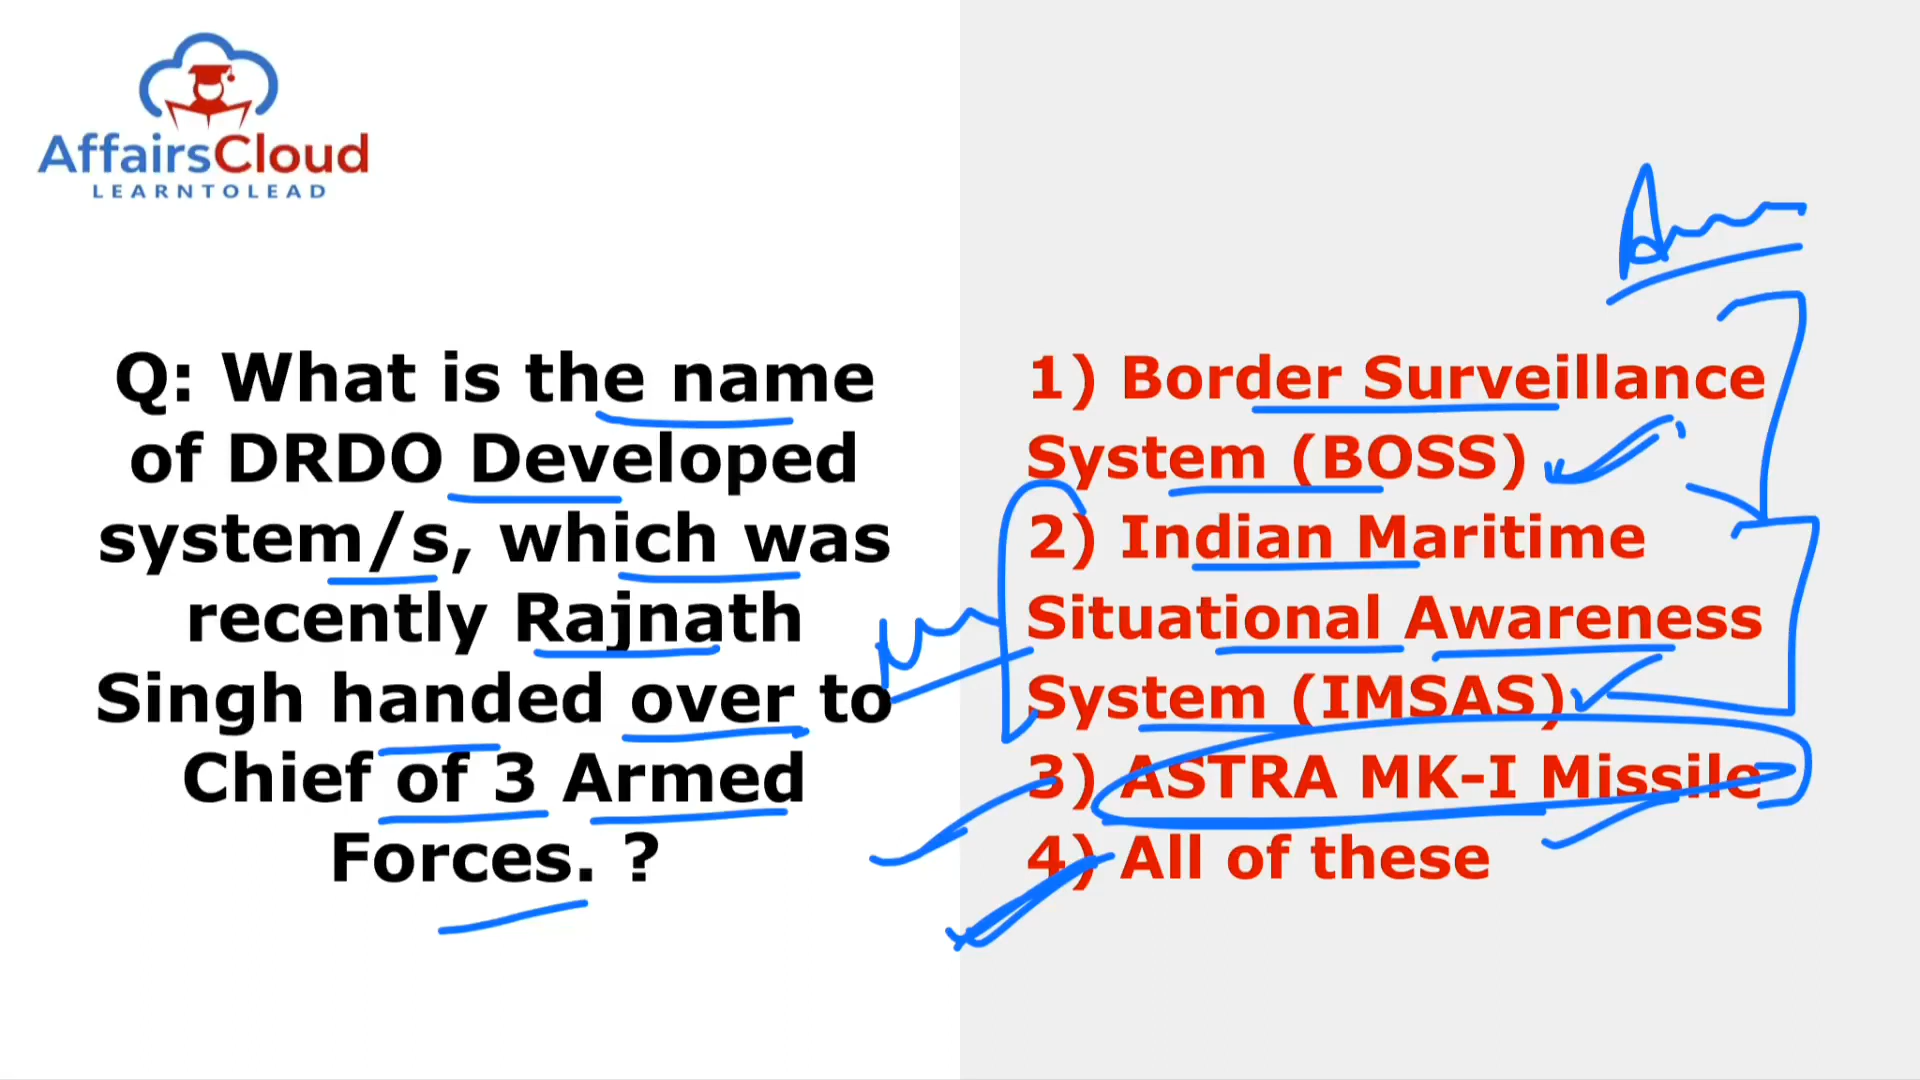 AffairsCloud
LEARNTOLEAD
Q: What is the name
of DRDO Developed
system/s, which was
recently Rajnath
Singh handed over to
Chief of 3 Armed
Forces. ?
1) Border Surveillance
System (BOSS)
2) Indian Maritime
Situational Awareness
System (IMSAS)
3) ASTRA MK-I Missile
4) All of these